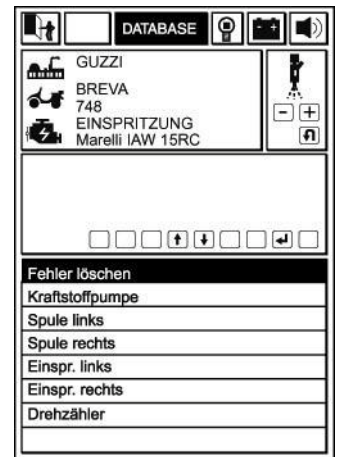 DATABASE
GUZZI
BREVA
748
EINSPRITZUNG
Marelli IAW 15RC
Fehler löschen
Kraftstoffpumpe
Spule links
Spule rechts
Einspr. links
Einspr. rechts
Drehzähler